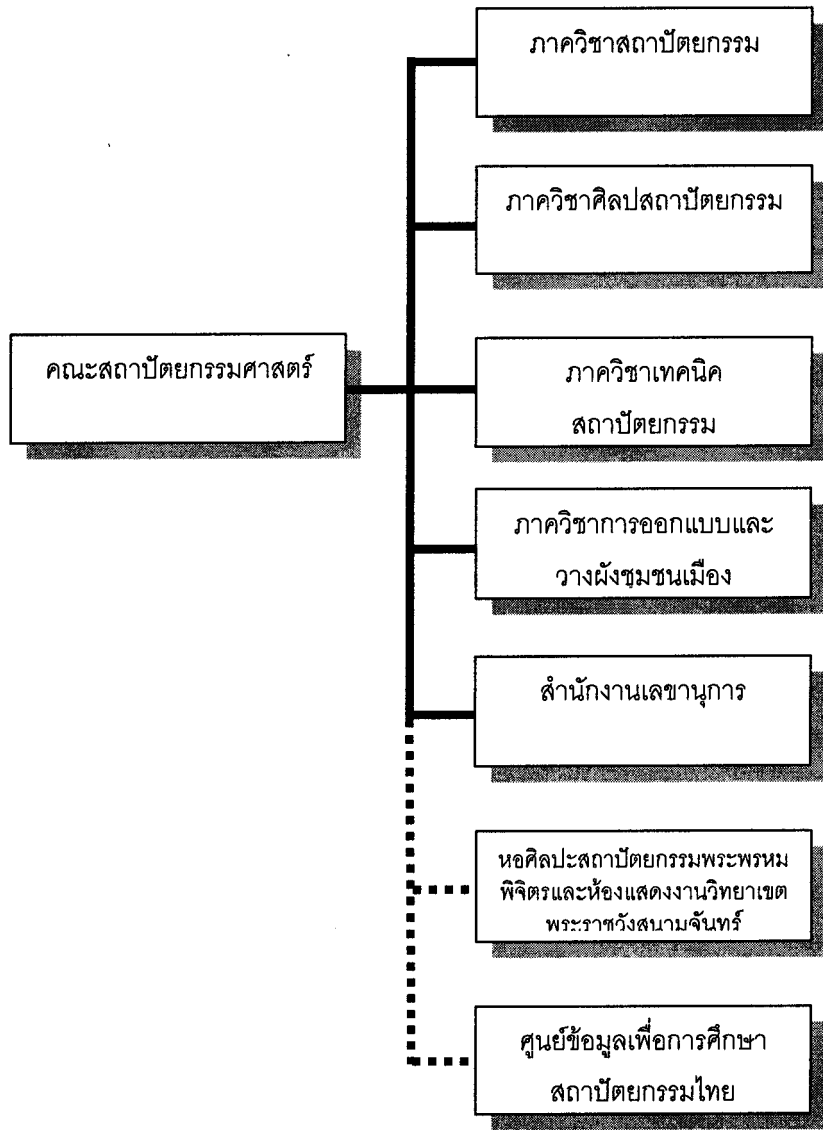 ภาควิชาสถาปัตยกรรม
ภาควิชาศิลปสถาปัตยกรรม
คณะสถาปัตยกรรมศาสตร์
ภาควิชาเทคนิค
สถาปัตยกรรม
ภาควิชาการออกแบบและ
วางผังชุมชนเมือง
สำนักงานเลขานุการ
หอศิลปะสถาปัตยกรรมพระพรหม
พิจิตรและห้องแสดงงานวิทยาเขต
พระราชวังสนามจันทร์
ศูนย์ข้อมูลเพื่อการศึกษา
สถาปัตยกรรมไทย